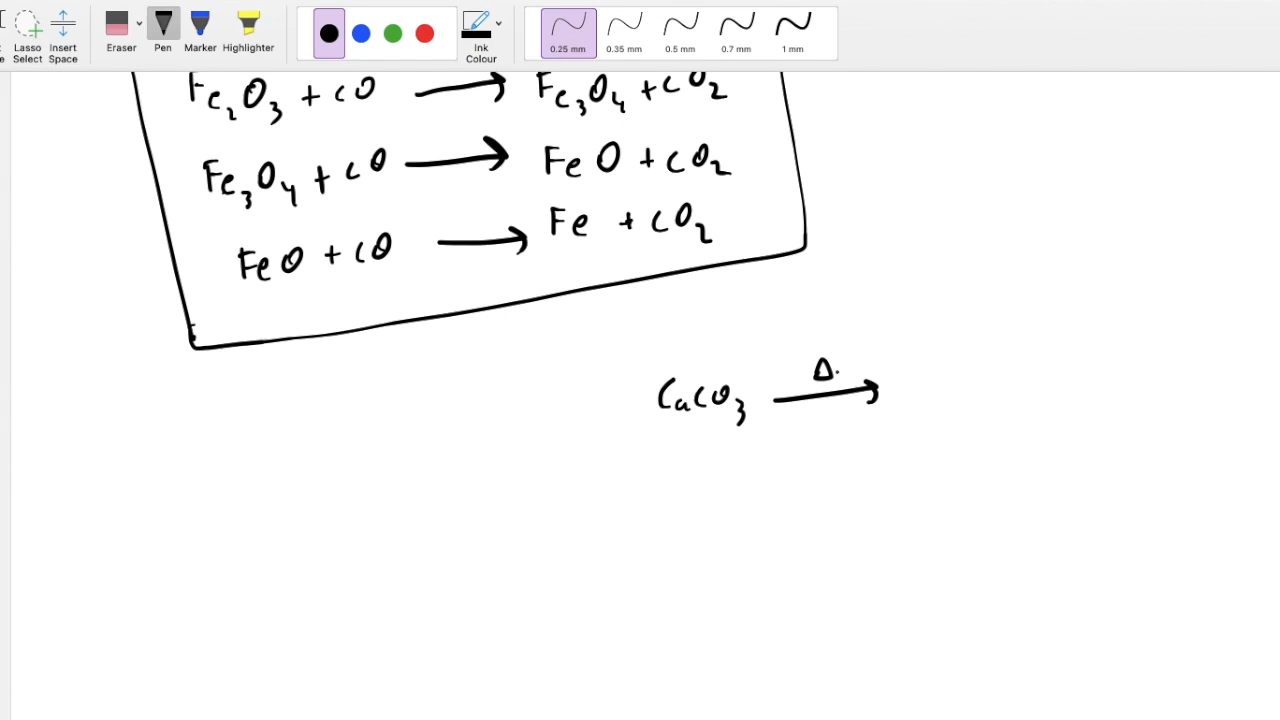 Lasso Select
Insert Space
Eraser
Pen
Marker
Highlighter
Ink Colour
0.25 mm
0.35 mm
0.5 mm
0.7 mm
1 mm
Fe₂O₃ + CO ⟶ Fe₃O₄ + CO₂
Fe₃O₄ + CO ⟶ FeO + CO₂
FeO + CO ⟶ Fe + CO₂
CaCO₃ —Δ→